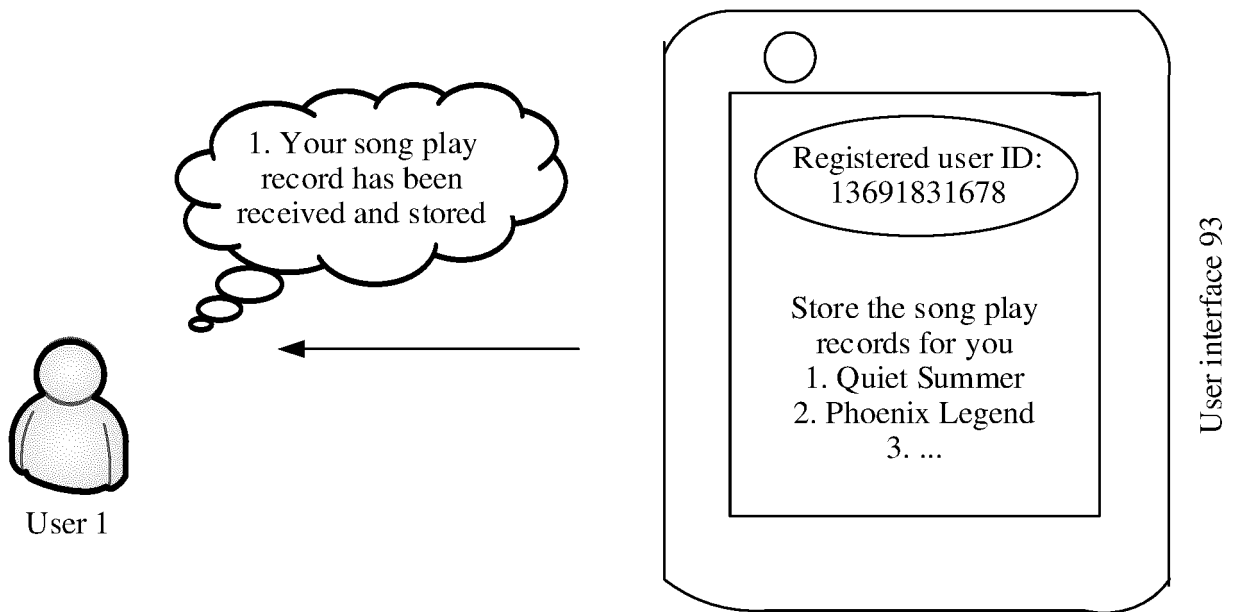 1. Your song play
record has been
received and stored
User 1
Registered user ID:
13691831678
Store the song play
records for you
1. Quiet Summer
2. Phoenix Legend
3. ...
User interface 93